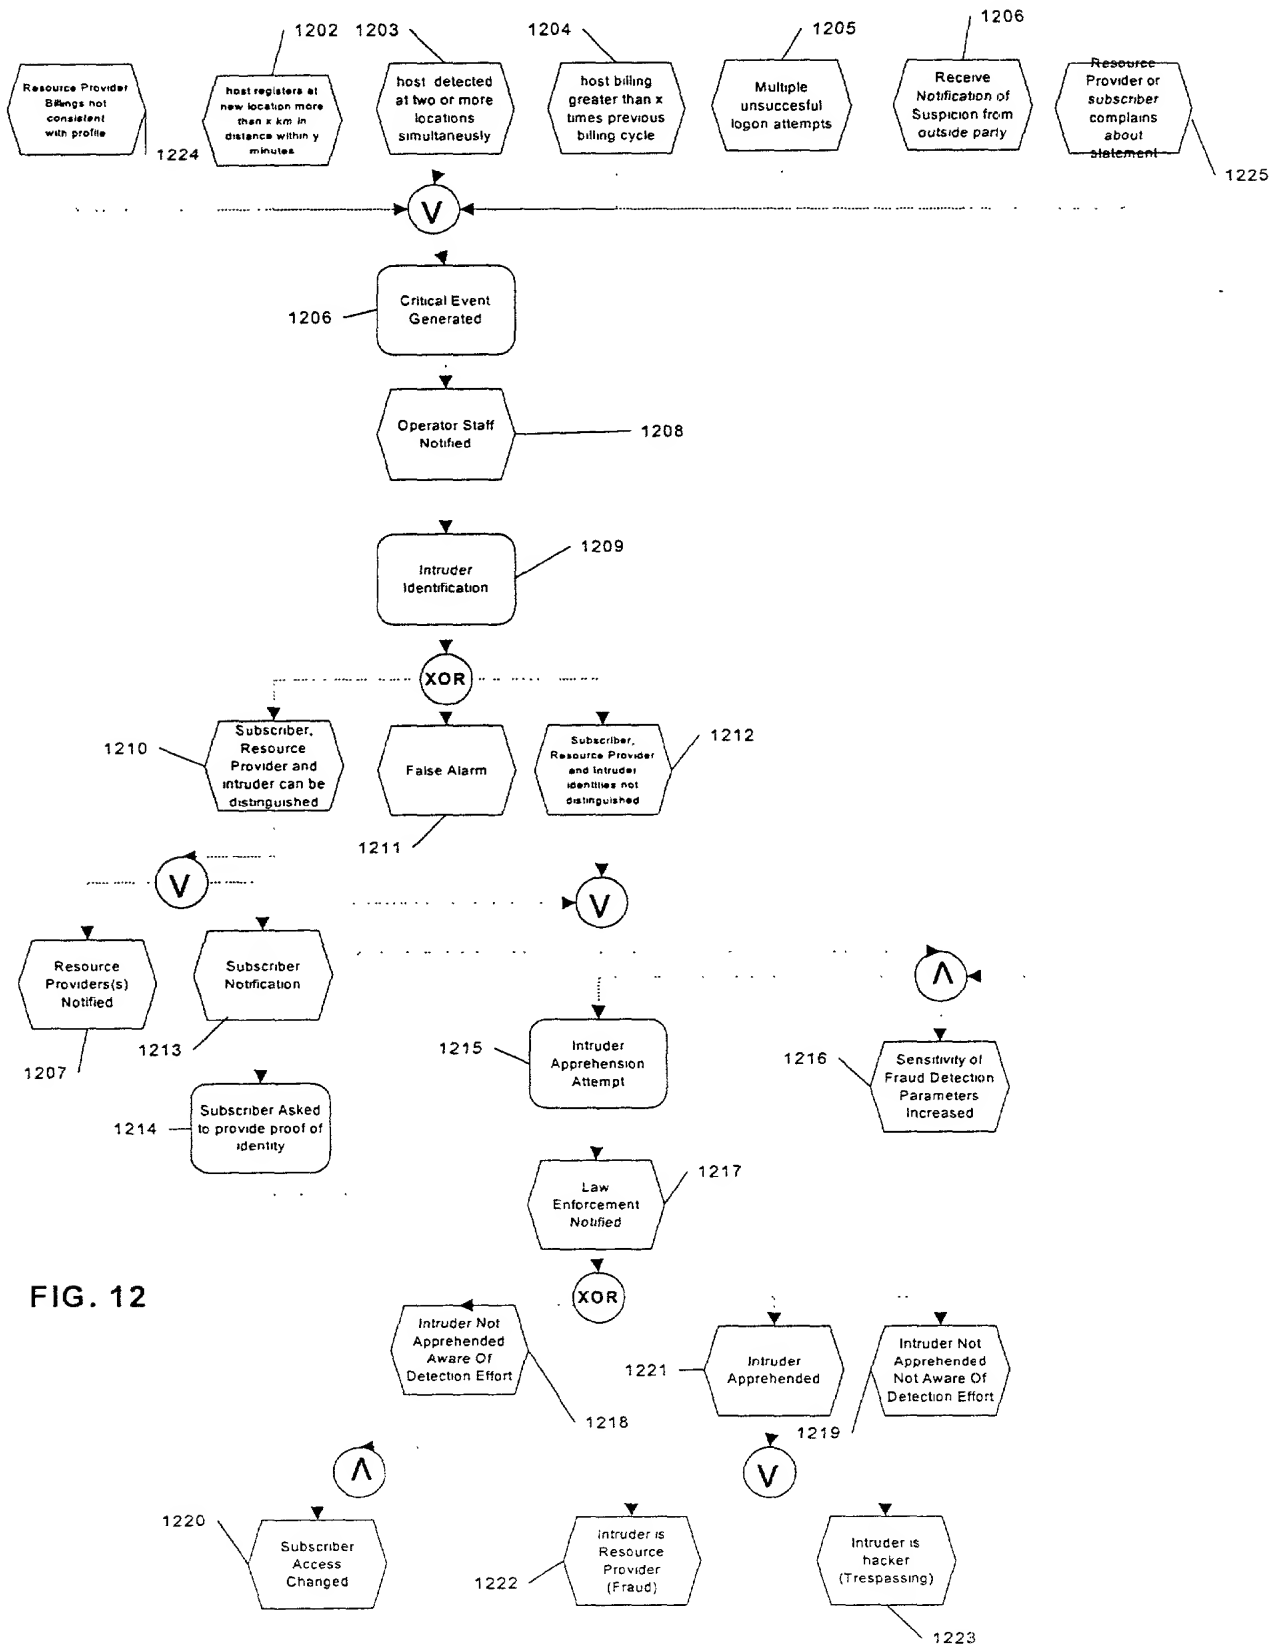 1202
1203
1204
1205
1206
Resource Provider
Billings not
consistent
with profile
1224
host registers at
new location more
than x km in
distance within y
minutes
host detected
at two or more
locations
simultaneously
host billing
greater than x
times previous
billing cycle
Multiple
unsuccesful
logon attempts
Receive
Notification of
Suspicion from
outside party
Resource
Provider or
subscriber
complains
about
statement
1225
V
Critical Event
Generated
1206
Operator Staff
Notified
1208
Intruder
Identification
1209
XOR
1210
Subscriber,
Resource
Provider and
intruder can be
distinguished
False Alarm
1211
Subscriber,
Resource Provider
and Intruder
identities not
distinguished
1212
V
V
Λ
Resource
Providers(s)
Notified
1207
Subscriber
Notification
1213
1215
Intruder
Apprehension
Attempt
1216
Sensitivity of
Fraud Detection
Parameters
Increased
1214
Subscriber Asked
to provide proof of
identity
Law
Enforcement
Notified
1217
FIG. 12
XOR
Intruder Not
Apprehended
Aware Of
Detection Effort
1218
1221
Intruder
Apprehended
Intruder Not
Apprehended
Not Aware Of
Detection Effort
1219
Λ
V
1220
Subscriber
Access
Changed
1222
Intruder is
Resource
Provider
(Fraud)
Intruder is
hacker
(Trespassing)
1223